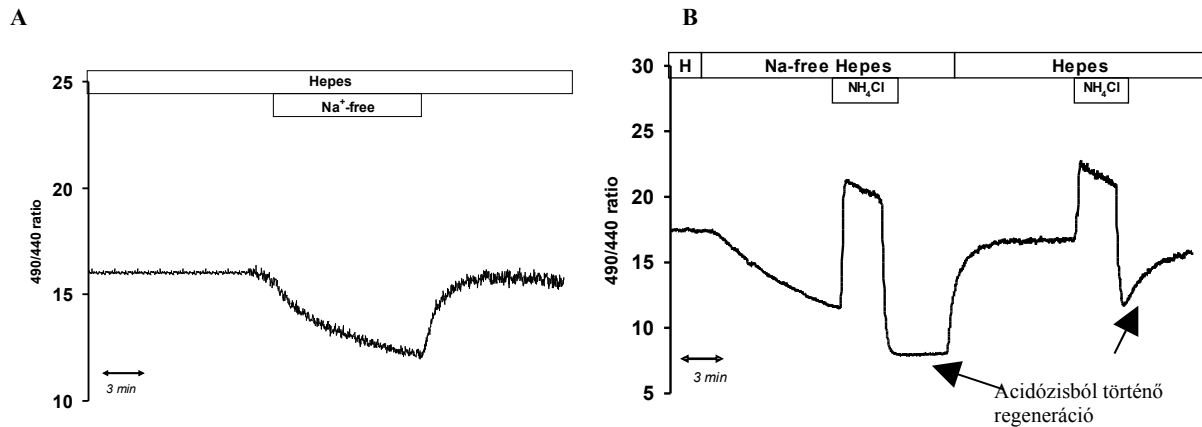 A
25
20
15
10
490/440 ratio
Hepes
Na⁺-free
3 min
B
30
25
20
15
10
5
490/440 ratio
H
Na-free Hepes
Hepes
NH₄Cl
NH₄Cl
3 min
Acidózisból történő
regeneráció